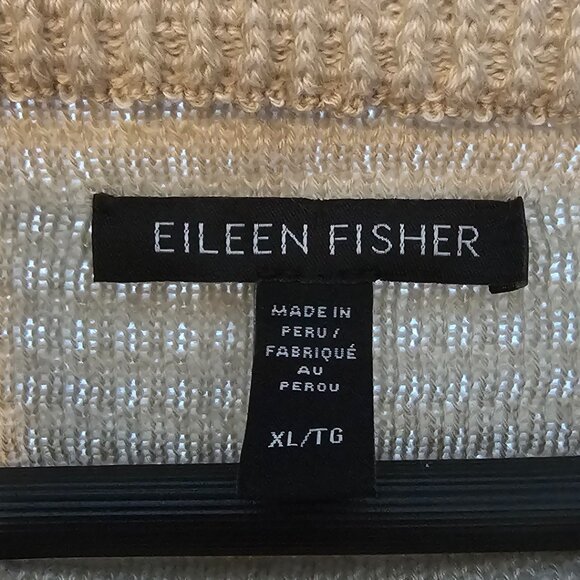 EILEEN FISHER
MADE IN
PERU /
FABRIQUÉ
AU
PEROU
XL/TG